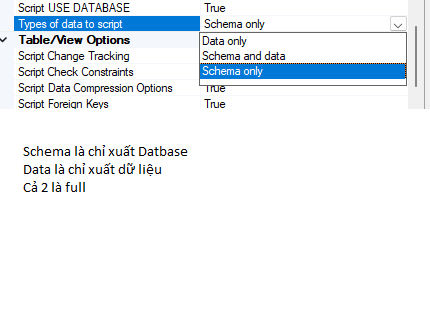 Script USE DATABASE True
Types of data to script Schema only
Table/View Options Data only
Script Change Tracking Schema and data
Script Check Constraints Schema only
Script Data Compression Options True
Script Foreign Keys True
Schema là chỉ xuất Datbase
Data là chỉ xuất dữ liệu
Cả 2 là full